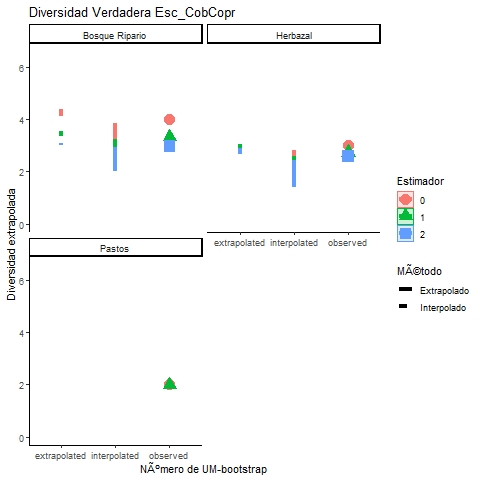 Diversidad Verdadera Esc_CobCopr
Bosque Ripario
Herbazal
6
4
2
0
extrapolated interpolated observed
Pastos
6
4
2
0
extrapolated interpolated observed
Diversidad extrapolada
NÃºmero de UM-bootstrap
Estimador
0
1
2
MÃ©todo
Extrapolado
Interpolado